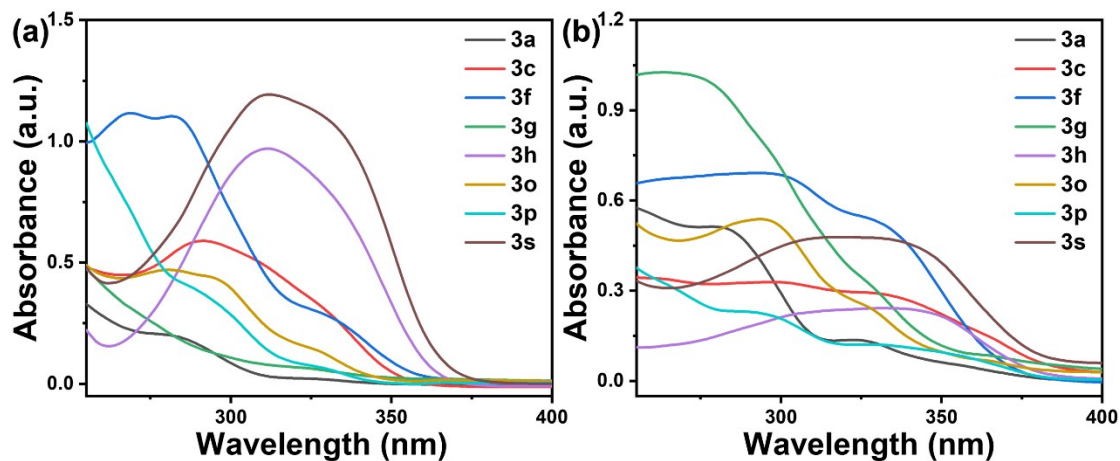 (a)
1.5
1.0
0.5
0.0
Absorbance (a.u.)
3a
3c
3f
3g
3h
3o
3p
3s
300
350
400
Wavelength (nm)
(b)
1.2
0.9
0.6
0.3
0.0
Absorbance (a.u.)
3a
3c
3f
3g
3h
3o
3p
3s
300
350
400
Wavelength (nm)